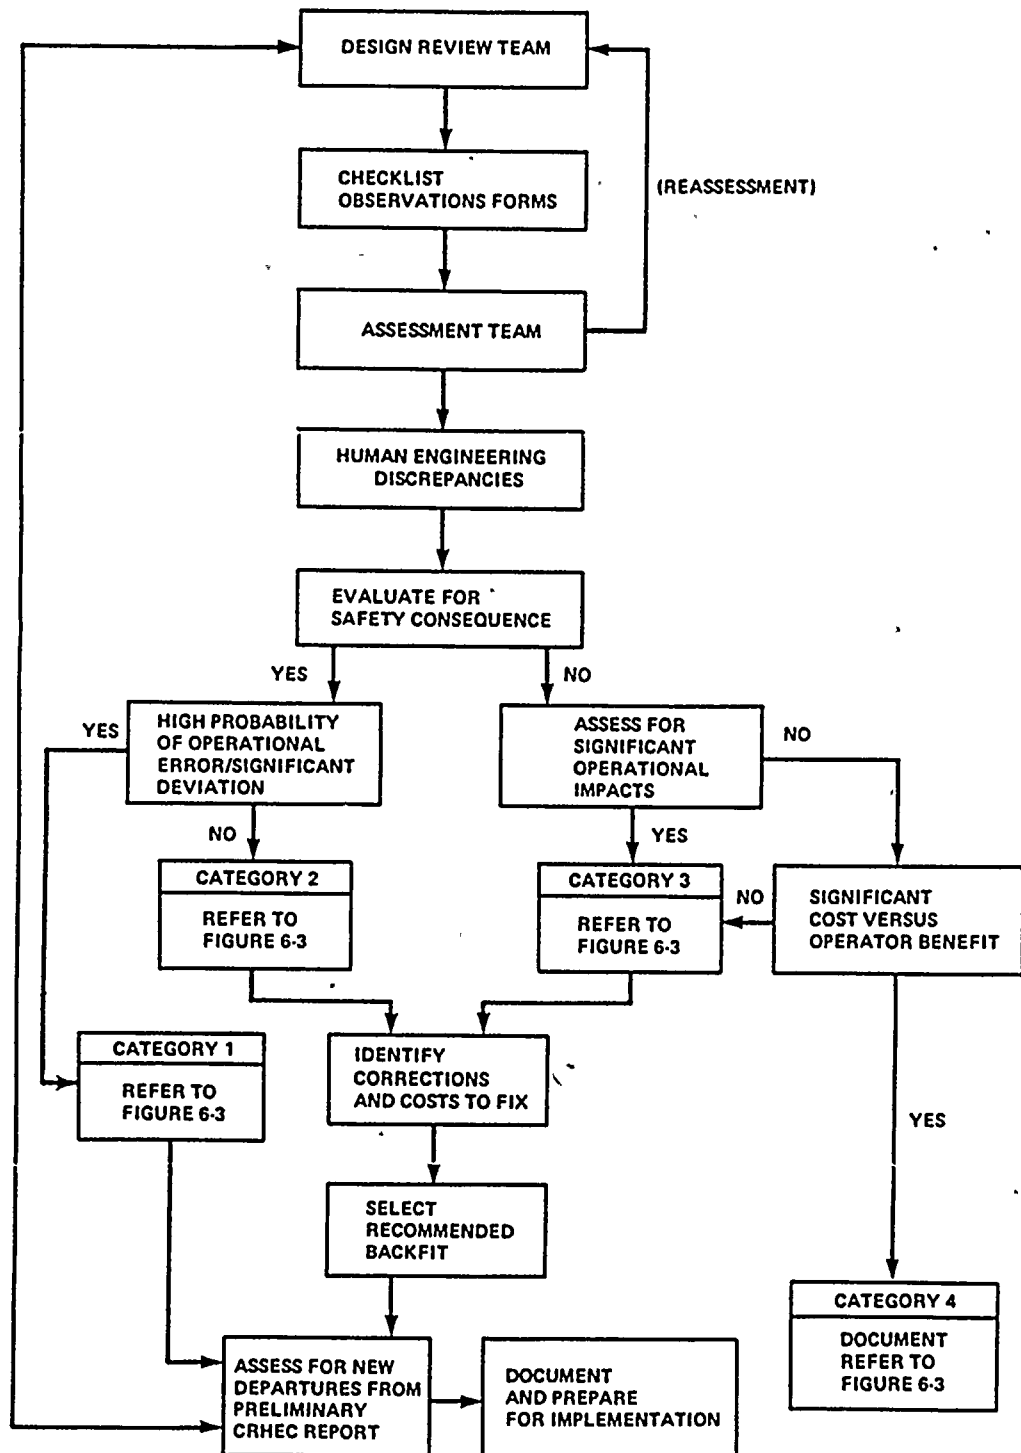 DESIGN REVIEW TEAM
CHECKLIST
OBSERVATIONS FORMS
(REASSESSMENT)
ASSESSMENT TEAM
HUMAN ENGINEERING
DISCREPANCIES
EVALUATE FOR
SAFETY CONSEQUENCE
YES
NO
YES
HIGH PROBABILITY
OF OPERATIONAL
ERROR/SIGNIFICANT
DEVIATION
ASSESS FOR
SIGNIFICANT
OPERATIONAL
IMPACTS
NO
NO
YES
CATEGORY 2
REFER TO
FIGURE 6-3
CATEGORY 3
REFER TO
FIGURE 6-3
NO
SIGNIFICANT
COST VERSUS
OPERATOR BENEFIT
CATEGORY 1
REFER TO
FIGURE 6-3
IDENTIFY
CORRECTIONS
AND COSTS TO FIX
YES
SELECT
RECOMMENDED
BACKFIT
CATEGORY 4
DOCUMENT
REFER TO
FIGURE 6-3
ASSESS FOR NEW
DEPARTURES FROM
PRELIMINARY
CRHEC REPORT
DOCUMENT
AND PREPARE
FOR IMPLEMENTATION